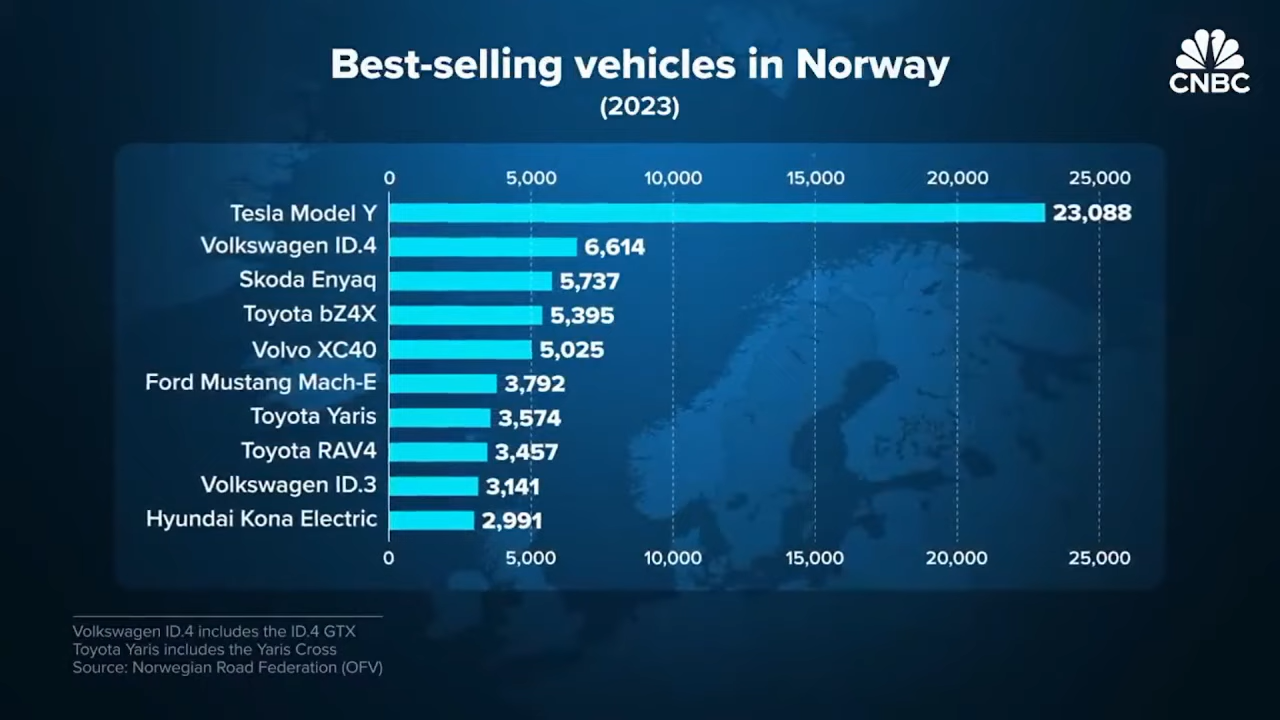 Best-selling vehicles in Norway
(2023)
CNBC
0 5,000 10,000 15,000 20,000 25,000
Tesla Model Y 23,088
Volkswagen ID.4 6,614
Skoda Enyaq 5,737
Toyota bZ4X 5,395
Volvo XC40 5,025
Ford Mustang Mach-E 3,792
Toyota Yaris 3,574
Toyota RAV4 3,457
Volkswagen ID.3 3,141
Hyundai Kona Electric 2,991
0 5,000 10,000 15,000 20,000 25,000
Volkswagen ID.4 includes the ID.4 GTX
Toyota Yaris includes the Yaris Cross
Source: Norwegian Road Federation (OFV)